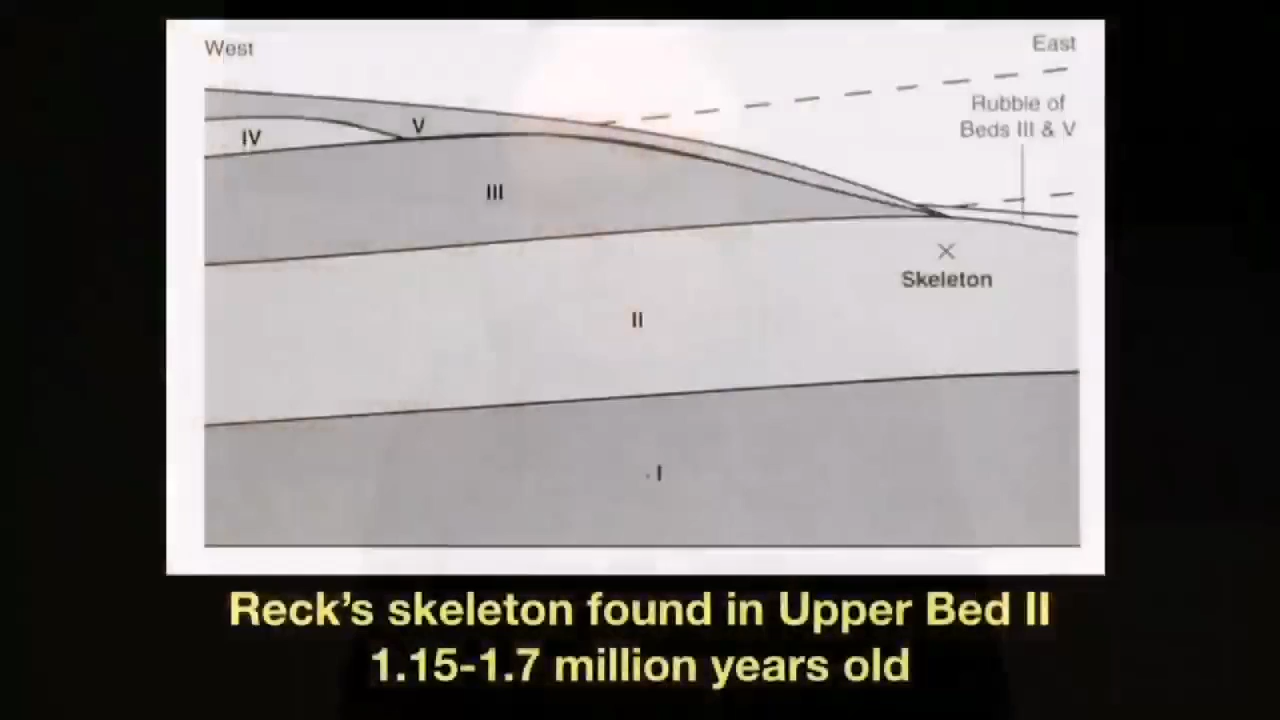 West
East
Rubble of
Beds III & V
IV
V
III
Skeleton
II
I
Reck's skeleton found in Upper Bed II
1.15-1.7 million years old